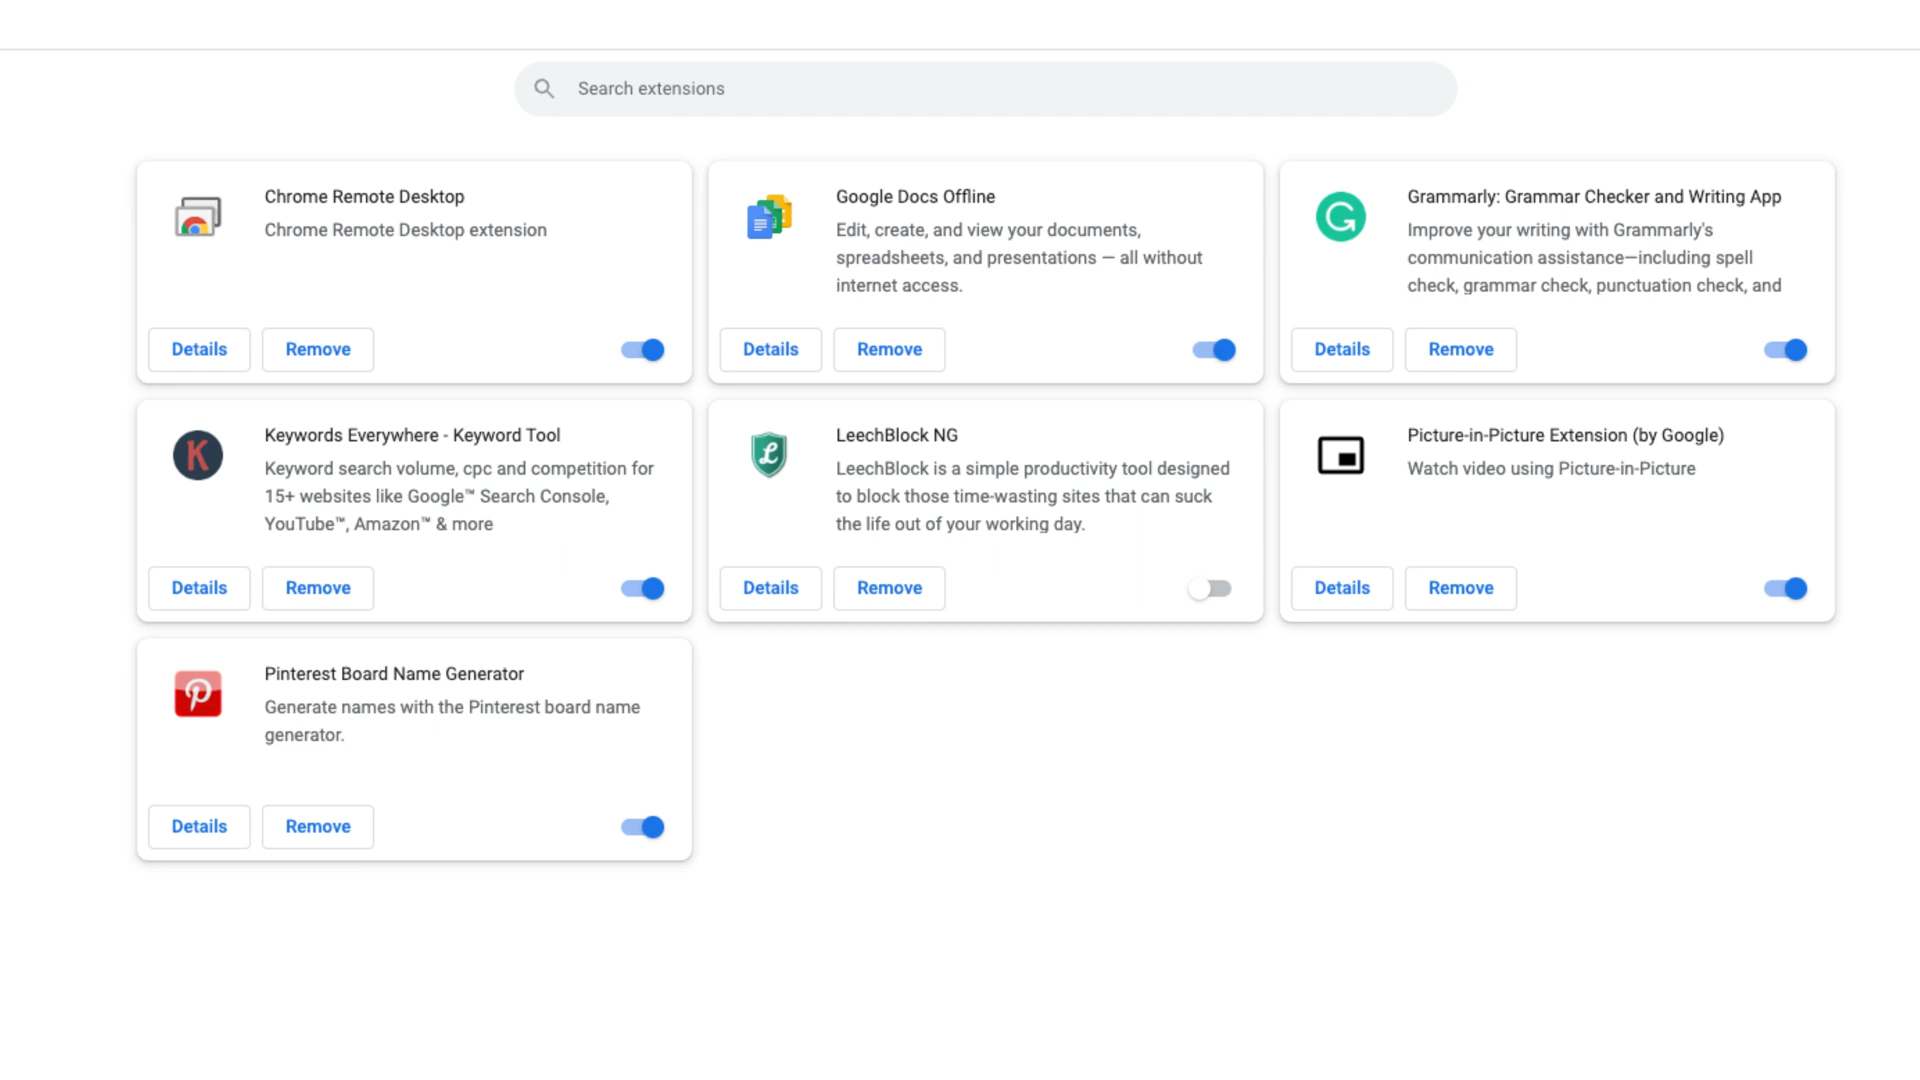 Search extensions
Chrome Remote Desktop
Chrome Remote Desktop extension
Details
Remove
Google Docs Offline
Edit, create, and view your documents,
spreadsheets, and presentations — all without
internet access.
Details
Remove
Grammarly: Grammar Checker and Writing App
Improve your writing with Grammarly's
communication assistance—including spell
check, grammar check, punctuation check, and
Details
Remove
Keywords Everywhere - Keyword Tool
Keyword search volume, cpc and competition for
15+ websites like Google™ Search Console,
YouTube™, Amazon™ & more
Details
Remove
LeechBlock NG
LeechBlock is a simple productivity tool designed
to block those time-wasting sites that can suck
the life out of your working day.
Details
Remove
Picture-in-Picture Extension (by Google)
Watch video using Picture-in-Picture
Details
Remove
Pinterest Board Name Generator
Generate names with the Pinterest board name
generator.
Details
Remove